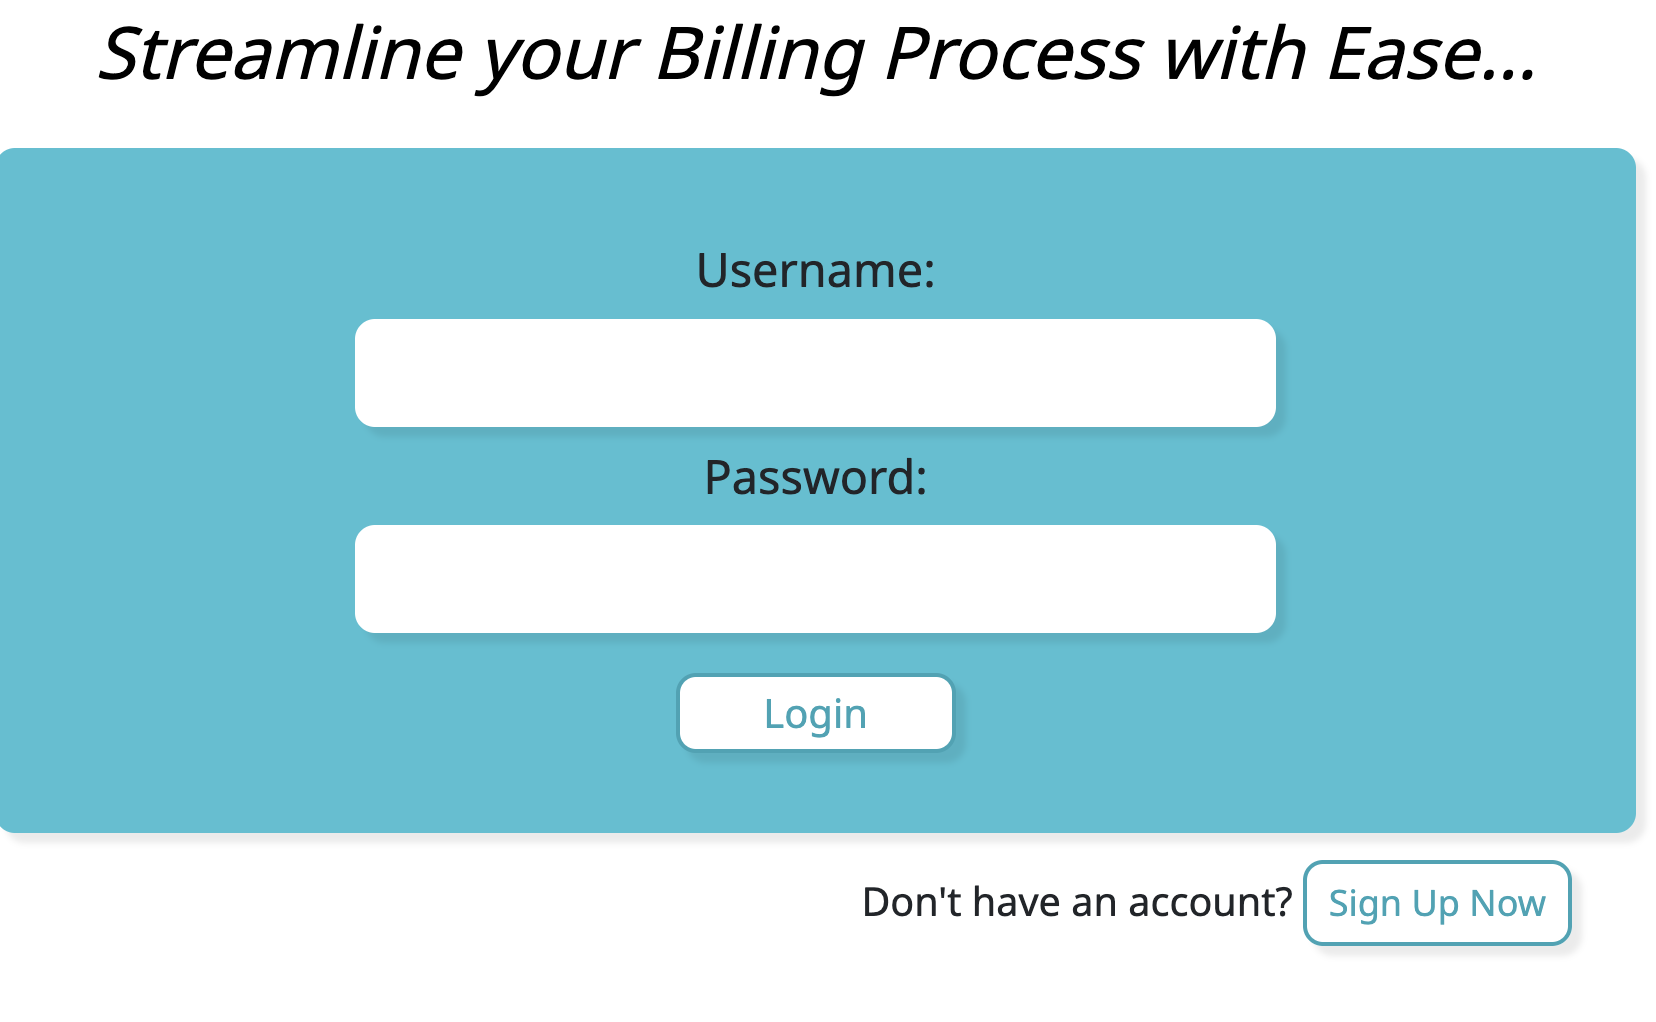 Streamline your Billing Process with Ease...
Username:
Password:
Login
Don't have an account? Sign Up Now